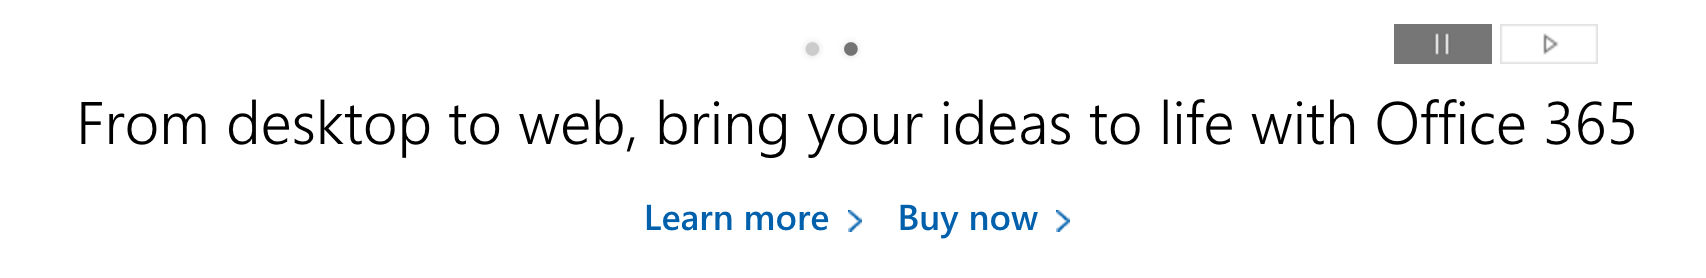 From desktop to web, bring your ideas to life with Office 365
Learn more Buy now